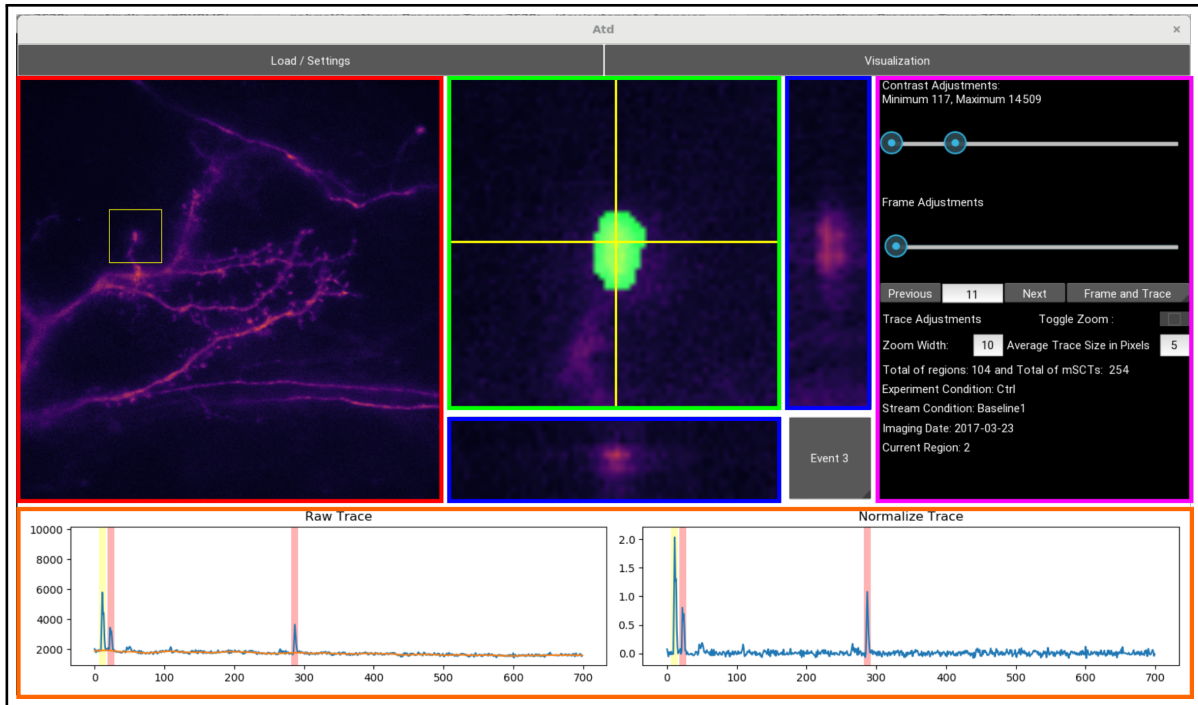 Atd ×
Load / Settings Visualization
Contrast Adjustments:
Minimum 117, Maximum 14509
Frame Adjustments
Previous 11 Next Frame and Trace
Trace Adjustments Toggle Zoom :
Zoom Width: 10 Average Trace Size in Pixels 5
Total of regions: 104 and Total of mSCTs: 254
Experiment Condition: Ctrl
Stream Condition: Baseline1
Imaging Date: 2017-03-23
Current Region: 2
Event 3
Raw Trace
10000
8000
6000
4000
2000
0 100 200 300 400 500 600 700
Normalize Trace
2.0
1.5
1.0
0.5
0.0
0 100 200 300 400 500 600 700